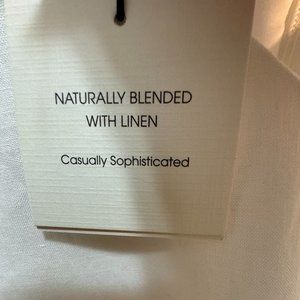 NATURALLY BLENDED
WITH LINEN
Casually Sophisticated